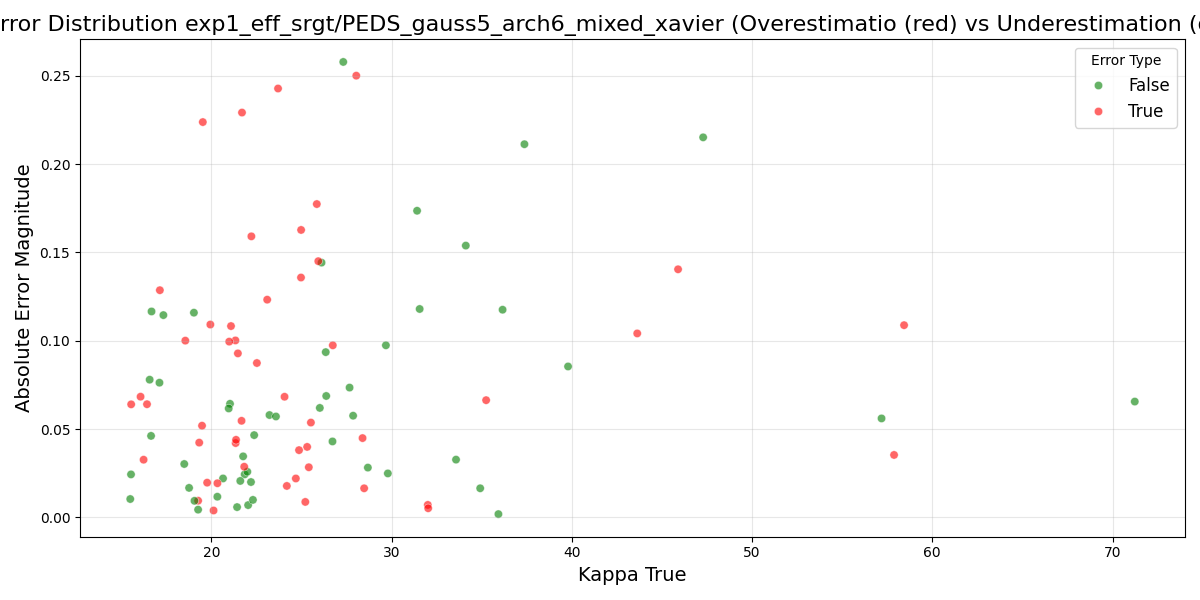 rror Distribution exp1_eff_srgt/PEDS_gauss5_arch6_mixed_xavier (Overestimatio (red) vs Underestimation (
Error Type
False
True
Absolute Error Magnitude
0.25
0.20
0.15
0.10
0.05
0.00
20 30 40 50 60 70
Kappa True